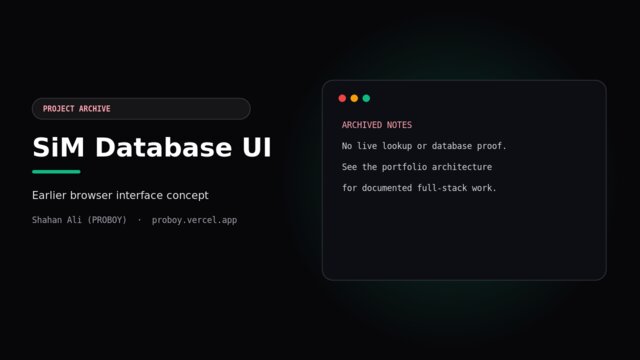 PROJECT ARCHIVE
SiM Database UI
Earlier browser interface concept
Shahan Ali (PROBOY) · proboy.vercel.app
ARCHIVED NOTES
No live lookup or database proof.
See the portfolio architecture
for documented full-stack work.